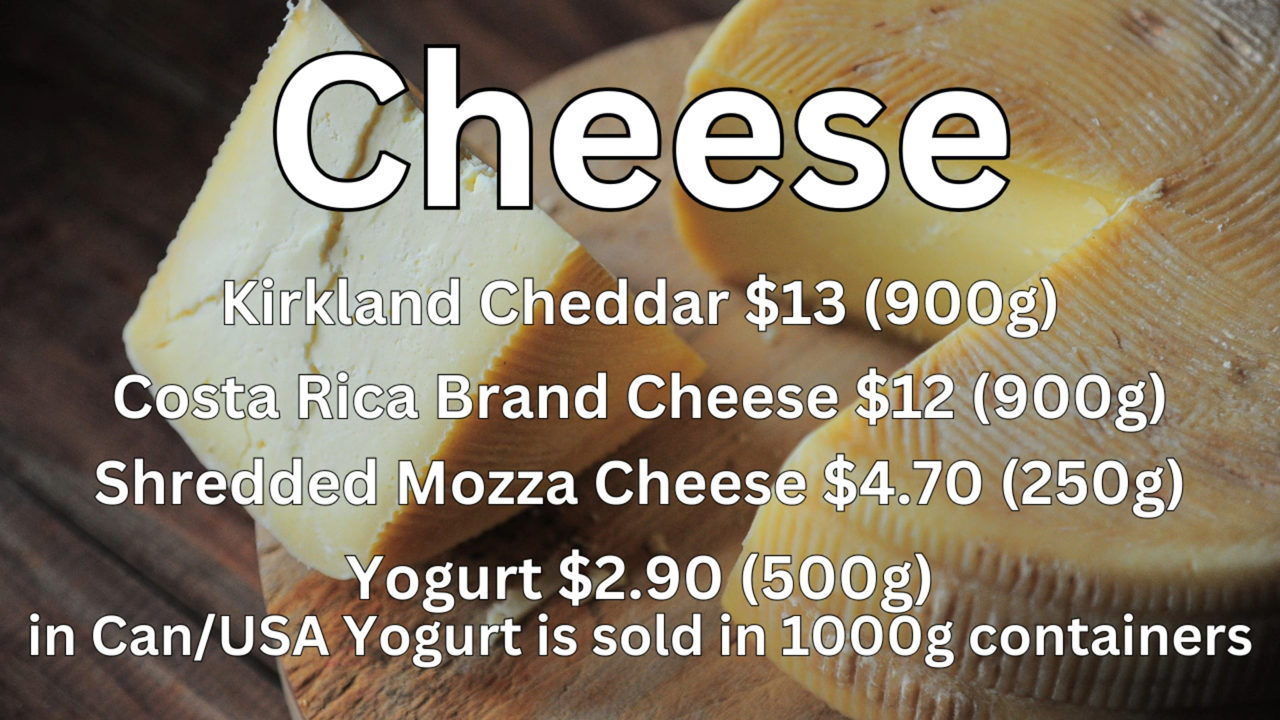 Cheese
Kirkland Cheddar $13 (900g)
Costa Rica Brand Cheese $12 (900g)
Shredded Mozza Cheese $4.70 (250g)
Yogurt $2.90 (500g)
in Can/USA Yogurt is sold in 1000g containers